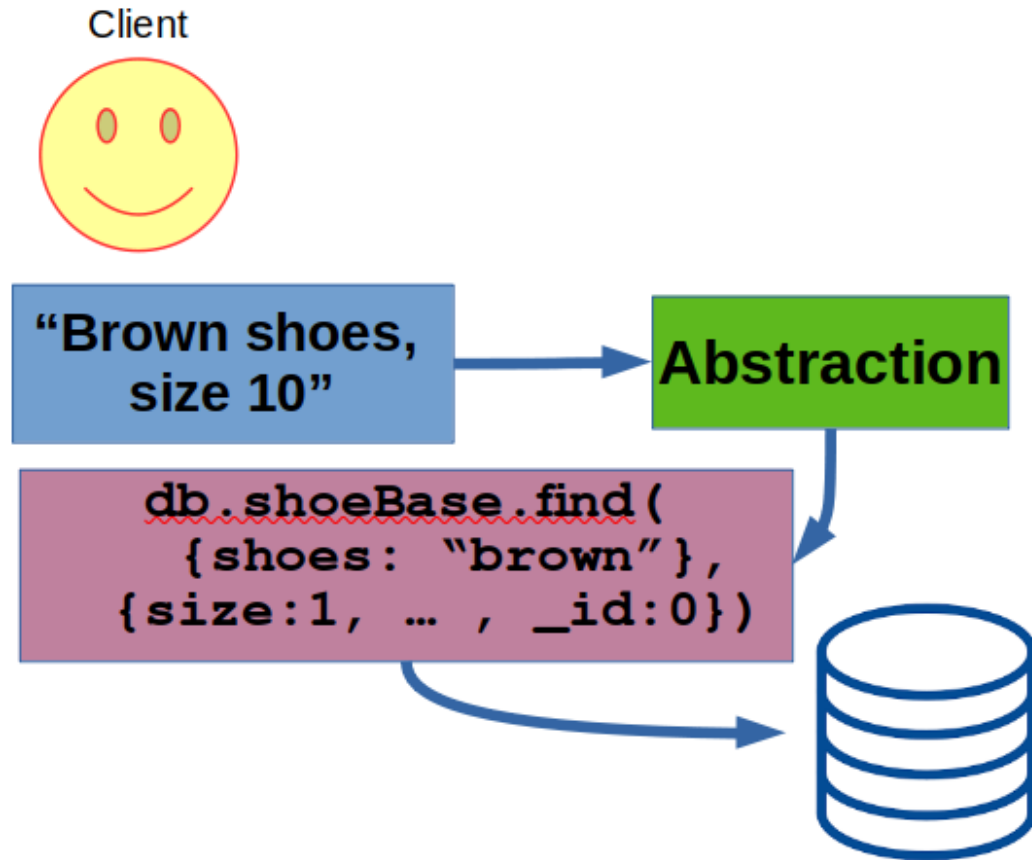 Client
“Brown shoes,
size 10”
Abstraction
db.shoeBase.find(
{shoes: “brown”},
{size:1, … , _id:0})